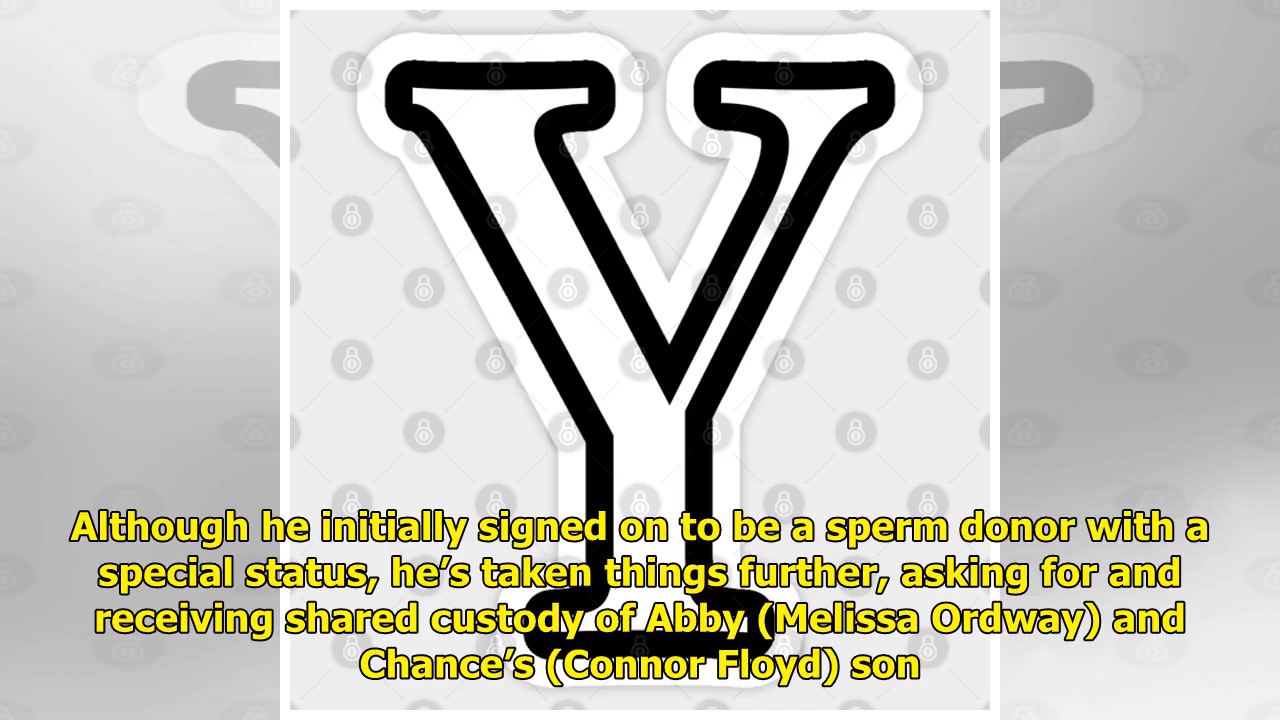 Y
Although he initially signed on to be a sperm donor with a
special status, he’s taken things further, asking for and
receiving shared custody of Abby (Melissa Ordway) and
Chance’s (Connor Floyd) son